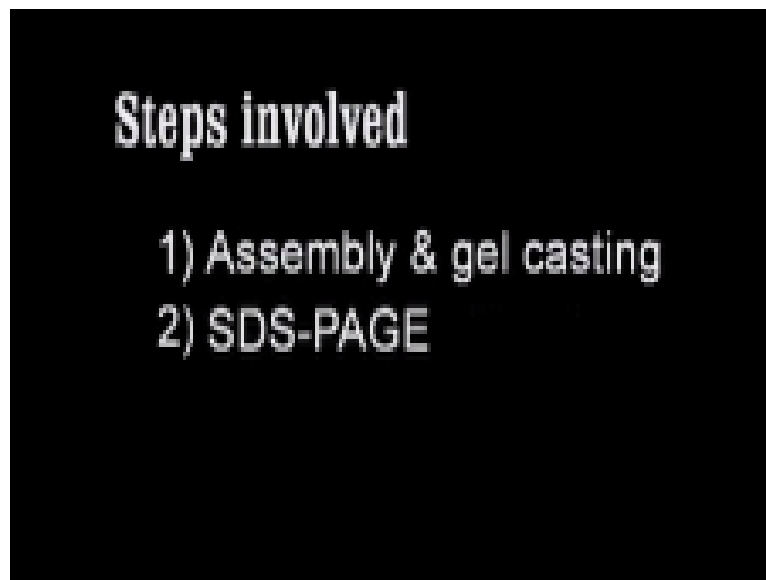 Steps involved
1) Assembly & gel casting
2) SDS-PAGE